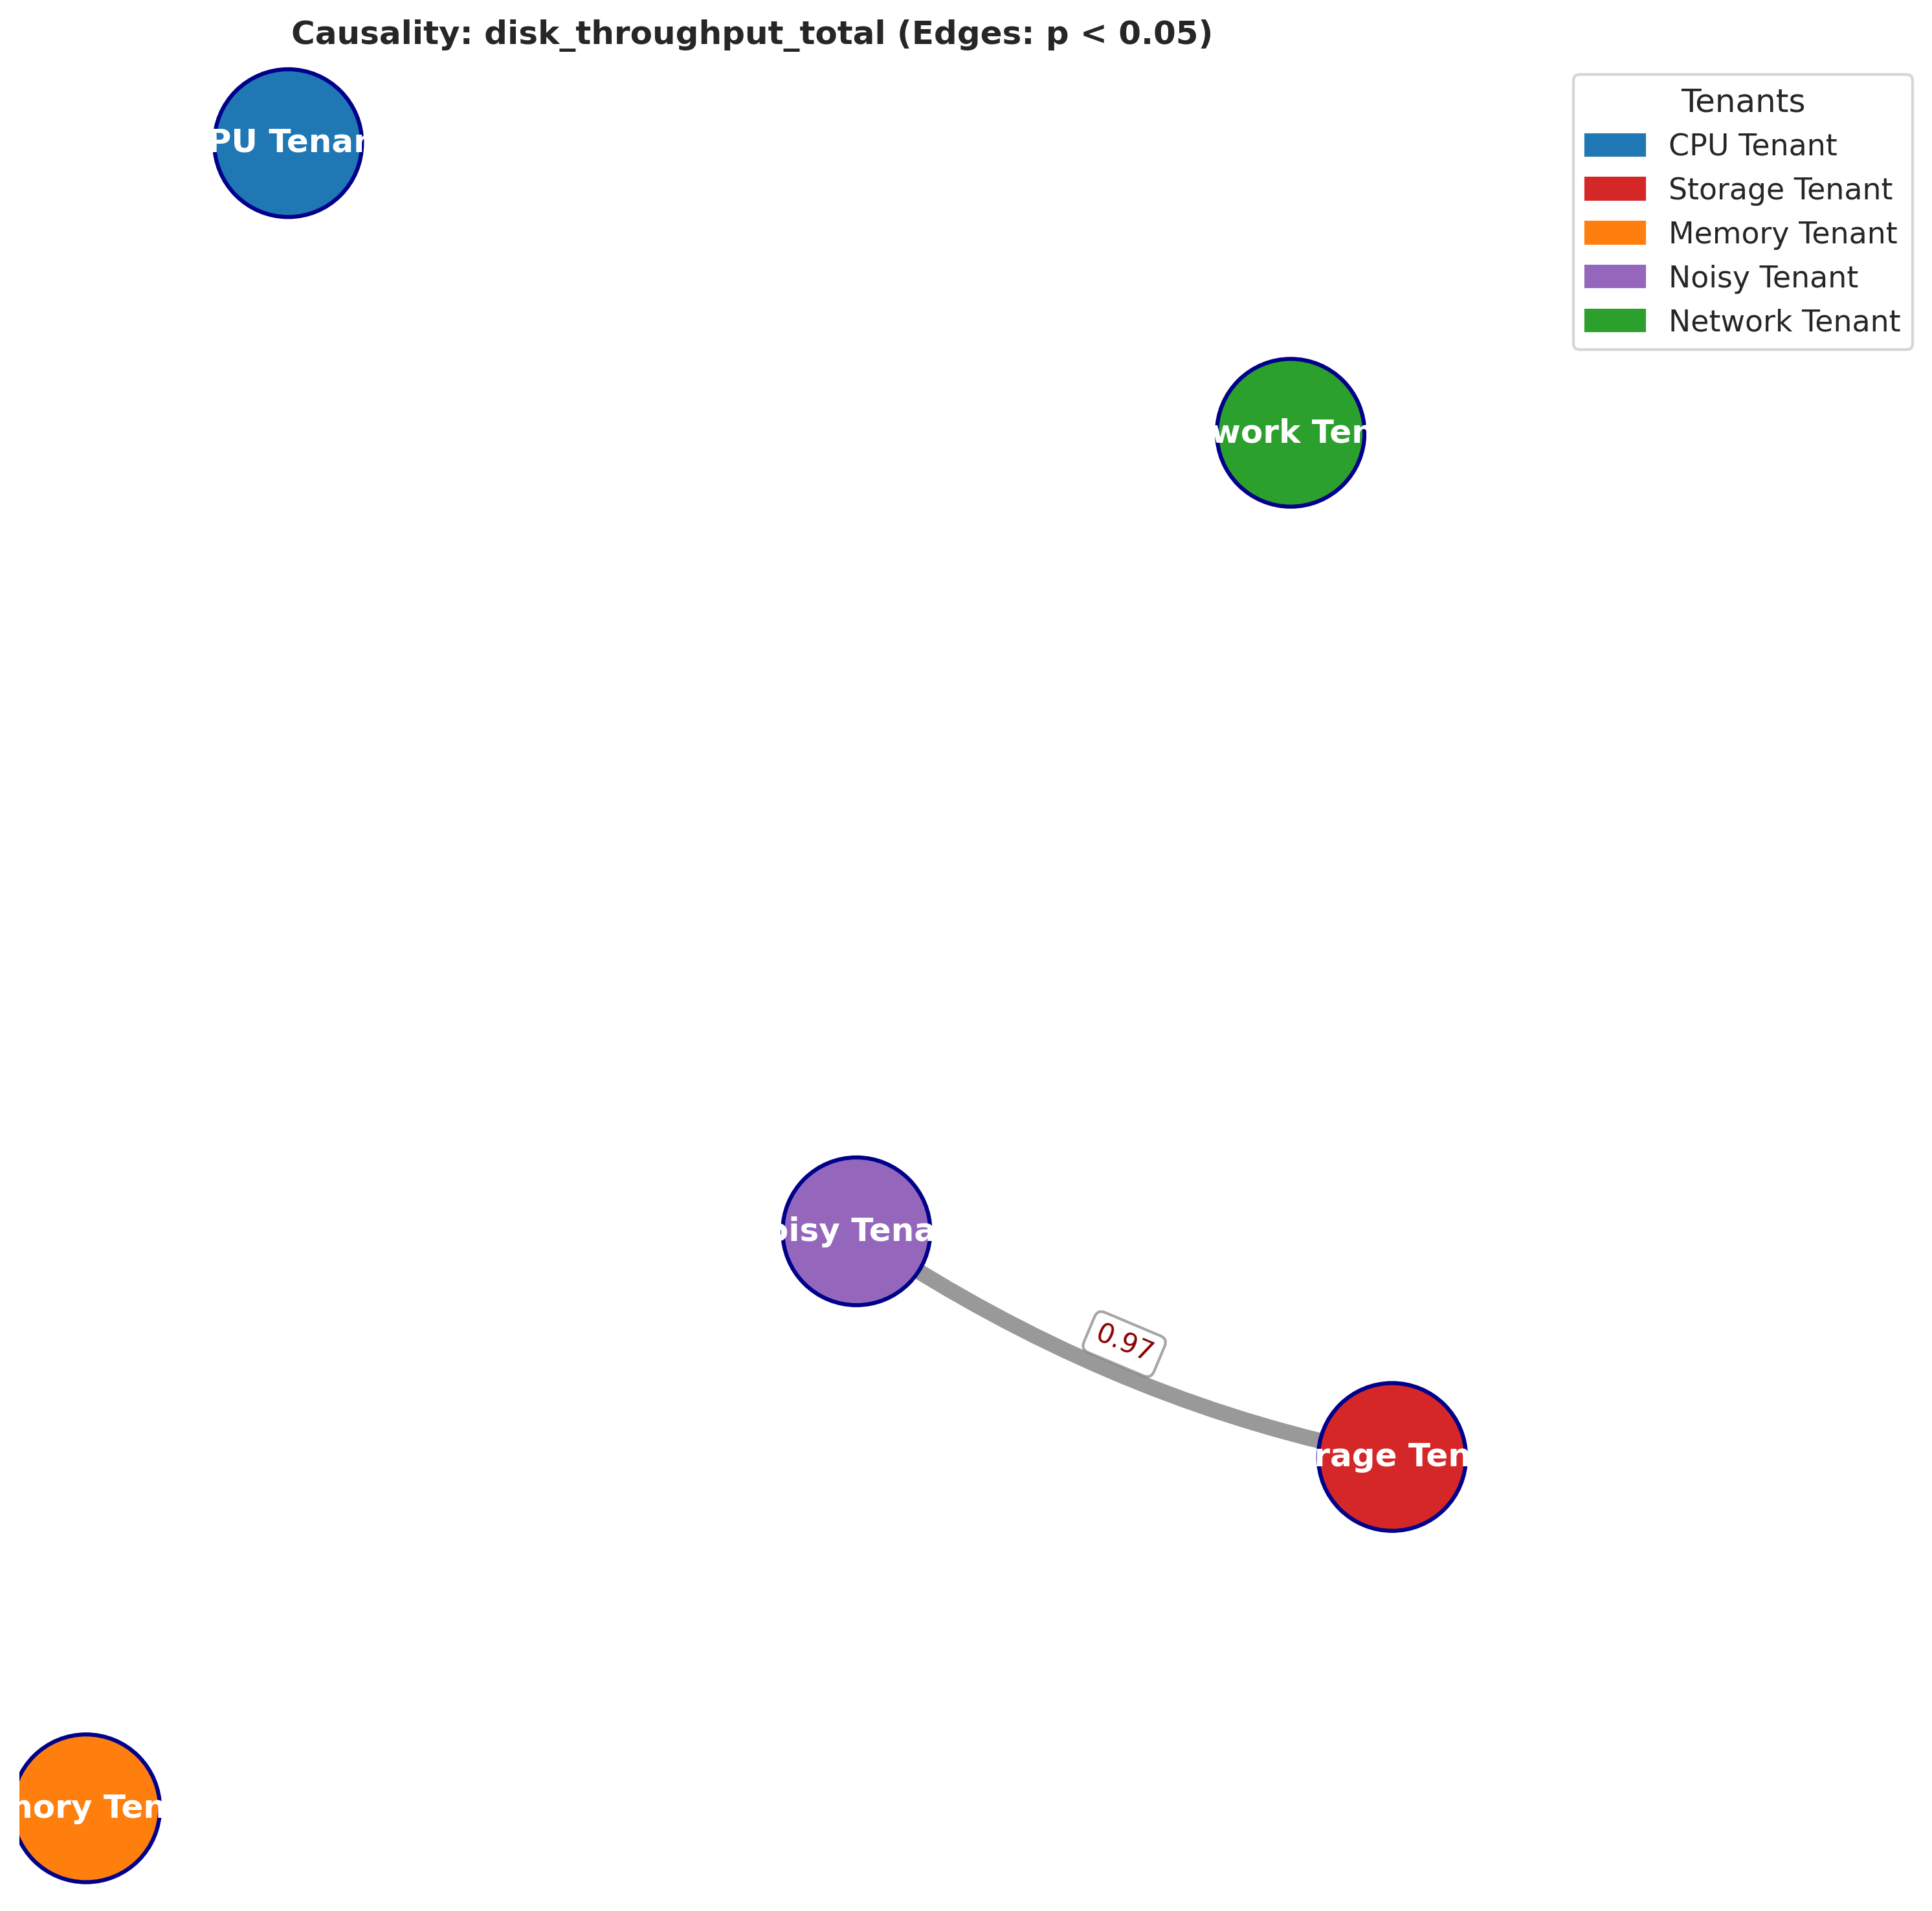 Causality: disk_throughput_total (Edges: p < 0.05)
PU Tenan
Tenants
CPU Tenant
Storage Tenant
Memory Tenant
Noisy Tenant
Network Tenant
work Ten
oisy Tena
0.97
rage Ten
mory Ten